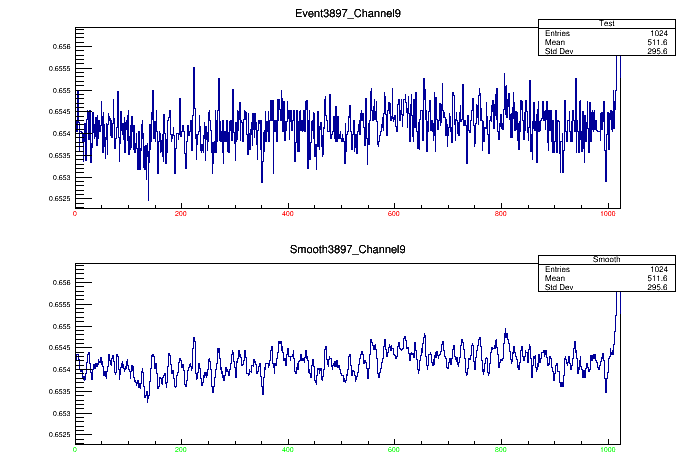 Event3897_Channel9
Test
Entries 1024
Mean 511.6
Std Dev 295.6
0.656
0.6555
0.655
0.6545
0.654
0.6535
0.653
0.6525
0 200 400 600 800 1000
Smooth3897_Channel9
Smooth
Entries 1024
Mean 511.6
Std Dev 295.6
0.656
0.6555
0.655
0.6545
0.654
0.6535
0.653
0.6525
0 200 400 600 800 1000